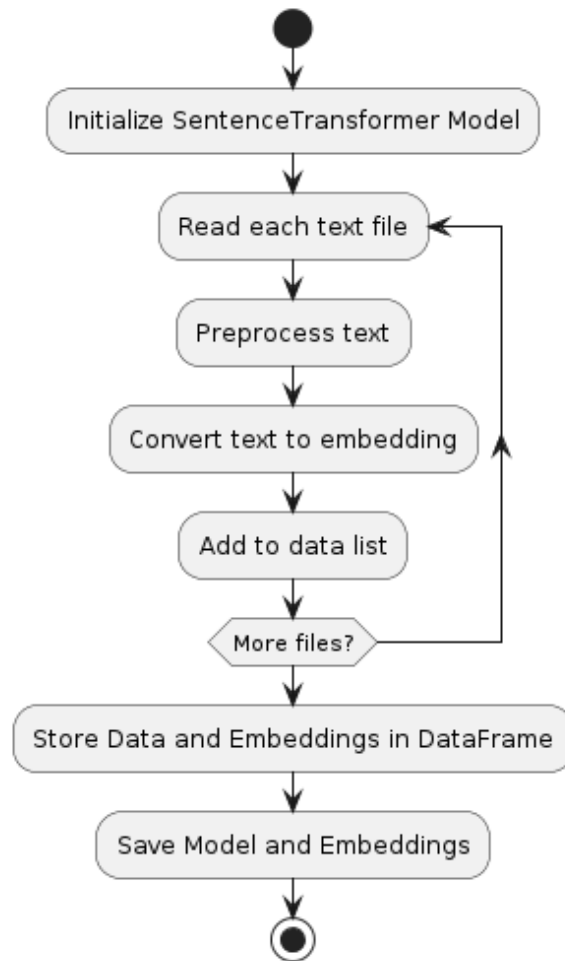 Initialize SentenceTransformer Model
Read each text file
Preprocess text
Convert text to embedding
Add to data list
More files?
Store Data and Embeddings in DataFrame
Save Model and Embeddings